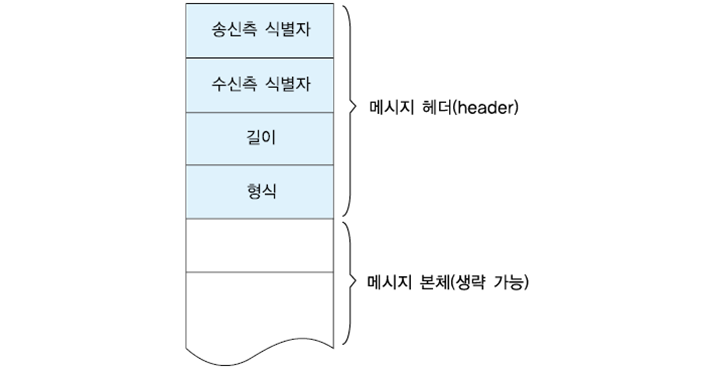 송신측 식별자
수신측 식별자
길이
형식
메시지 헤더(header)
메시지 본체(생략 가능)